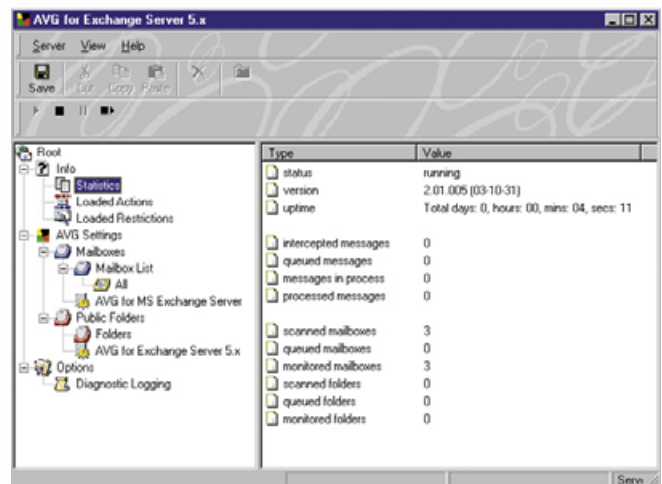 AVG for Exchange Server 5.x
Server View Help
Save Cut Copy Paste
Root
Info
Statistics
Loaded Actions
Loaded Restrictions
AVG Settings
Mailboxes
Mailbox List
All
AVG for MS Exchange Server
Public Folders
Folders
AVG for Exchange Server 5.x
Options
Diagnostic Logging
Type Value
status running
version 2.01.005 (03-10-31)
uptime Total days: 0, hours: 00, mins: 04, secs: 11
intercepted messages 0
queued messages 0
messages in process 0
processed messages 0
scanned mailboxes 3
queued mailboxes 0
monitored mailboxes 3
scanned folders 0
queued folders 0
monitored folders 0
Serv